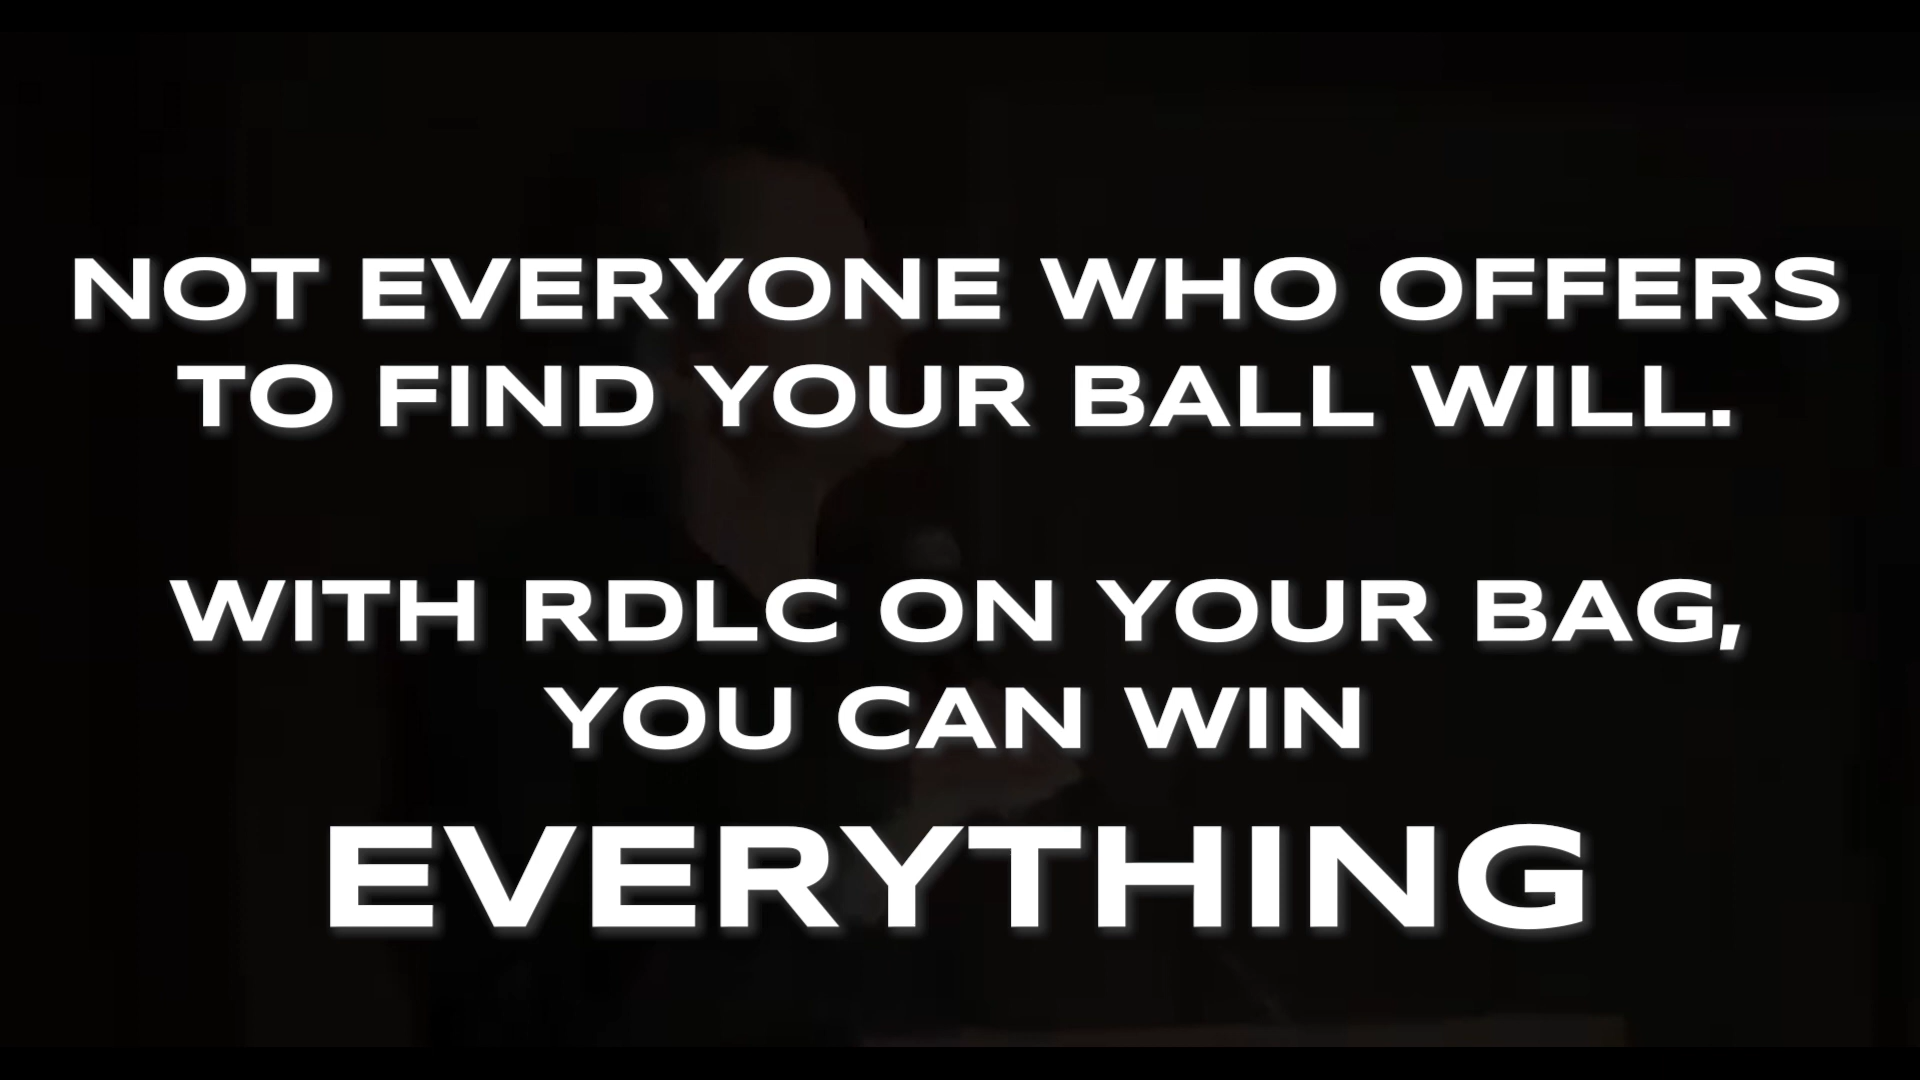 NOT EVERYONE WHO OFFERS
TO FIND YOUR BALL WILL.
WITH RDLC ON YOUR BAG,
YOU CAN WIN
EVERYTHING